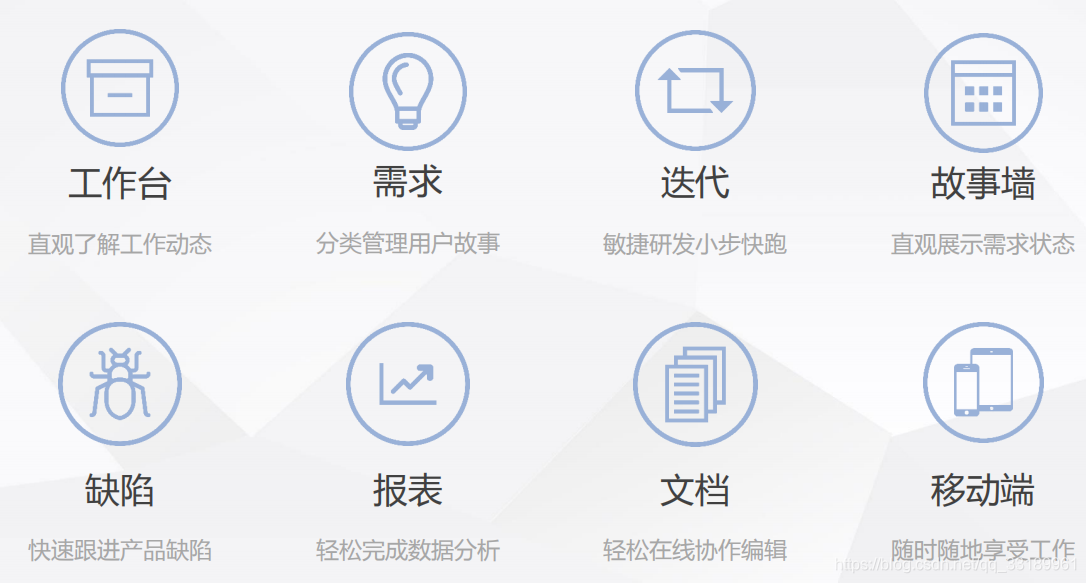 工作台
需求
迭代
故事墙
直观了解工作动态
分类管理用户故事
敏捷研发小步快跑
直观展示需求状态
缺陷
报表
文档
移动端
快速跟进产品缺陷
轻松完成数据分析
轻松在线协作编辑
随时随地享受工作
https://blog.csdn.net/qq_33189961